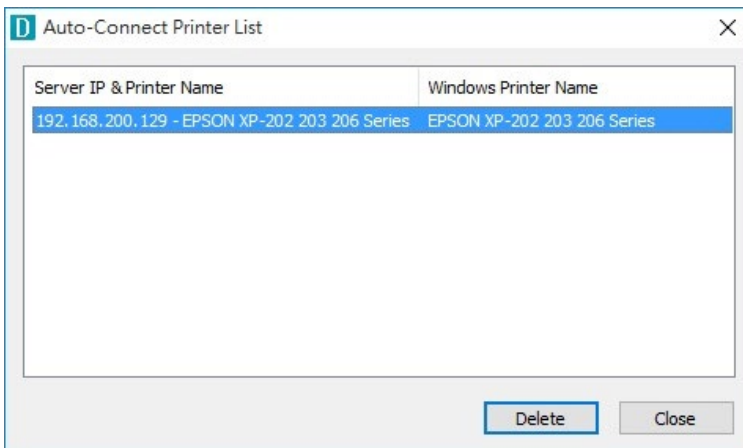 D Auto-Connect Printer List
Server IP & Printer Name Windows Printer Name
192.168.200.129 - EPSON XP-202 203 206 Series EPSON XP-202 203 206 Series
Delete Close